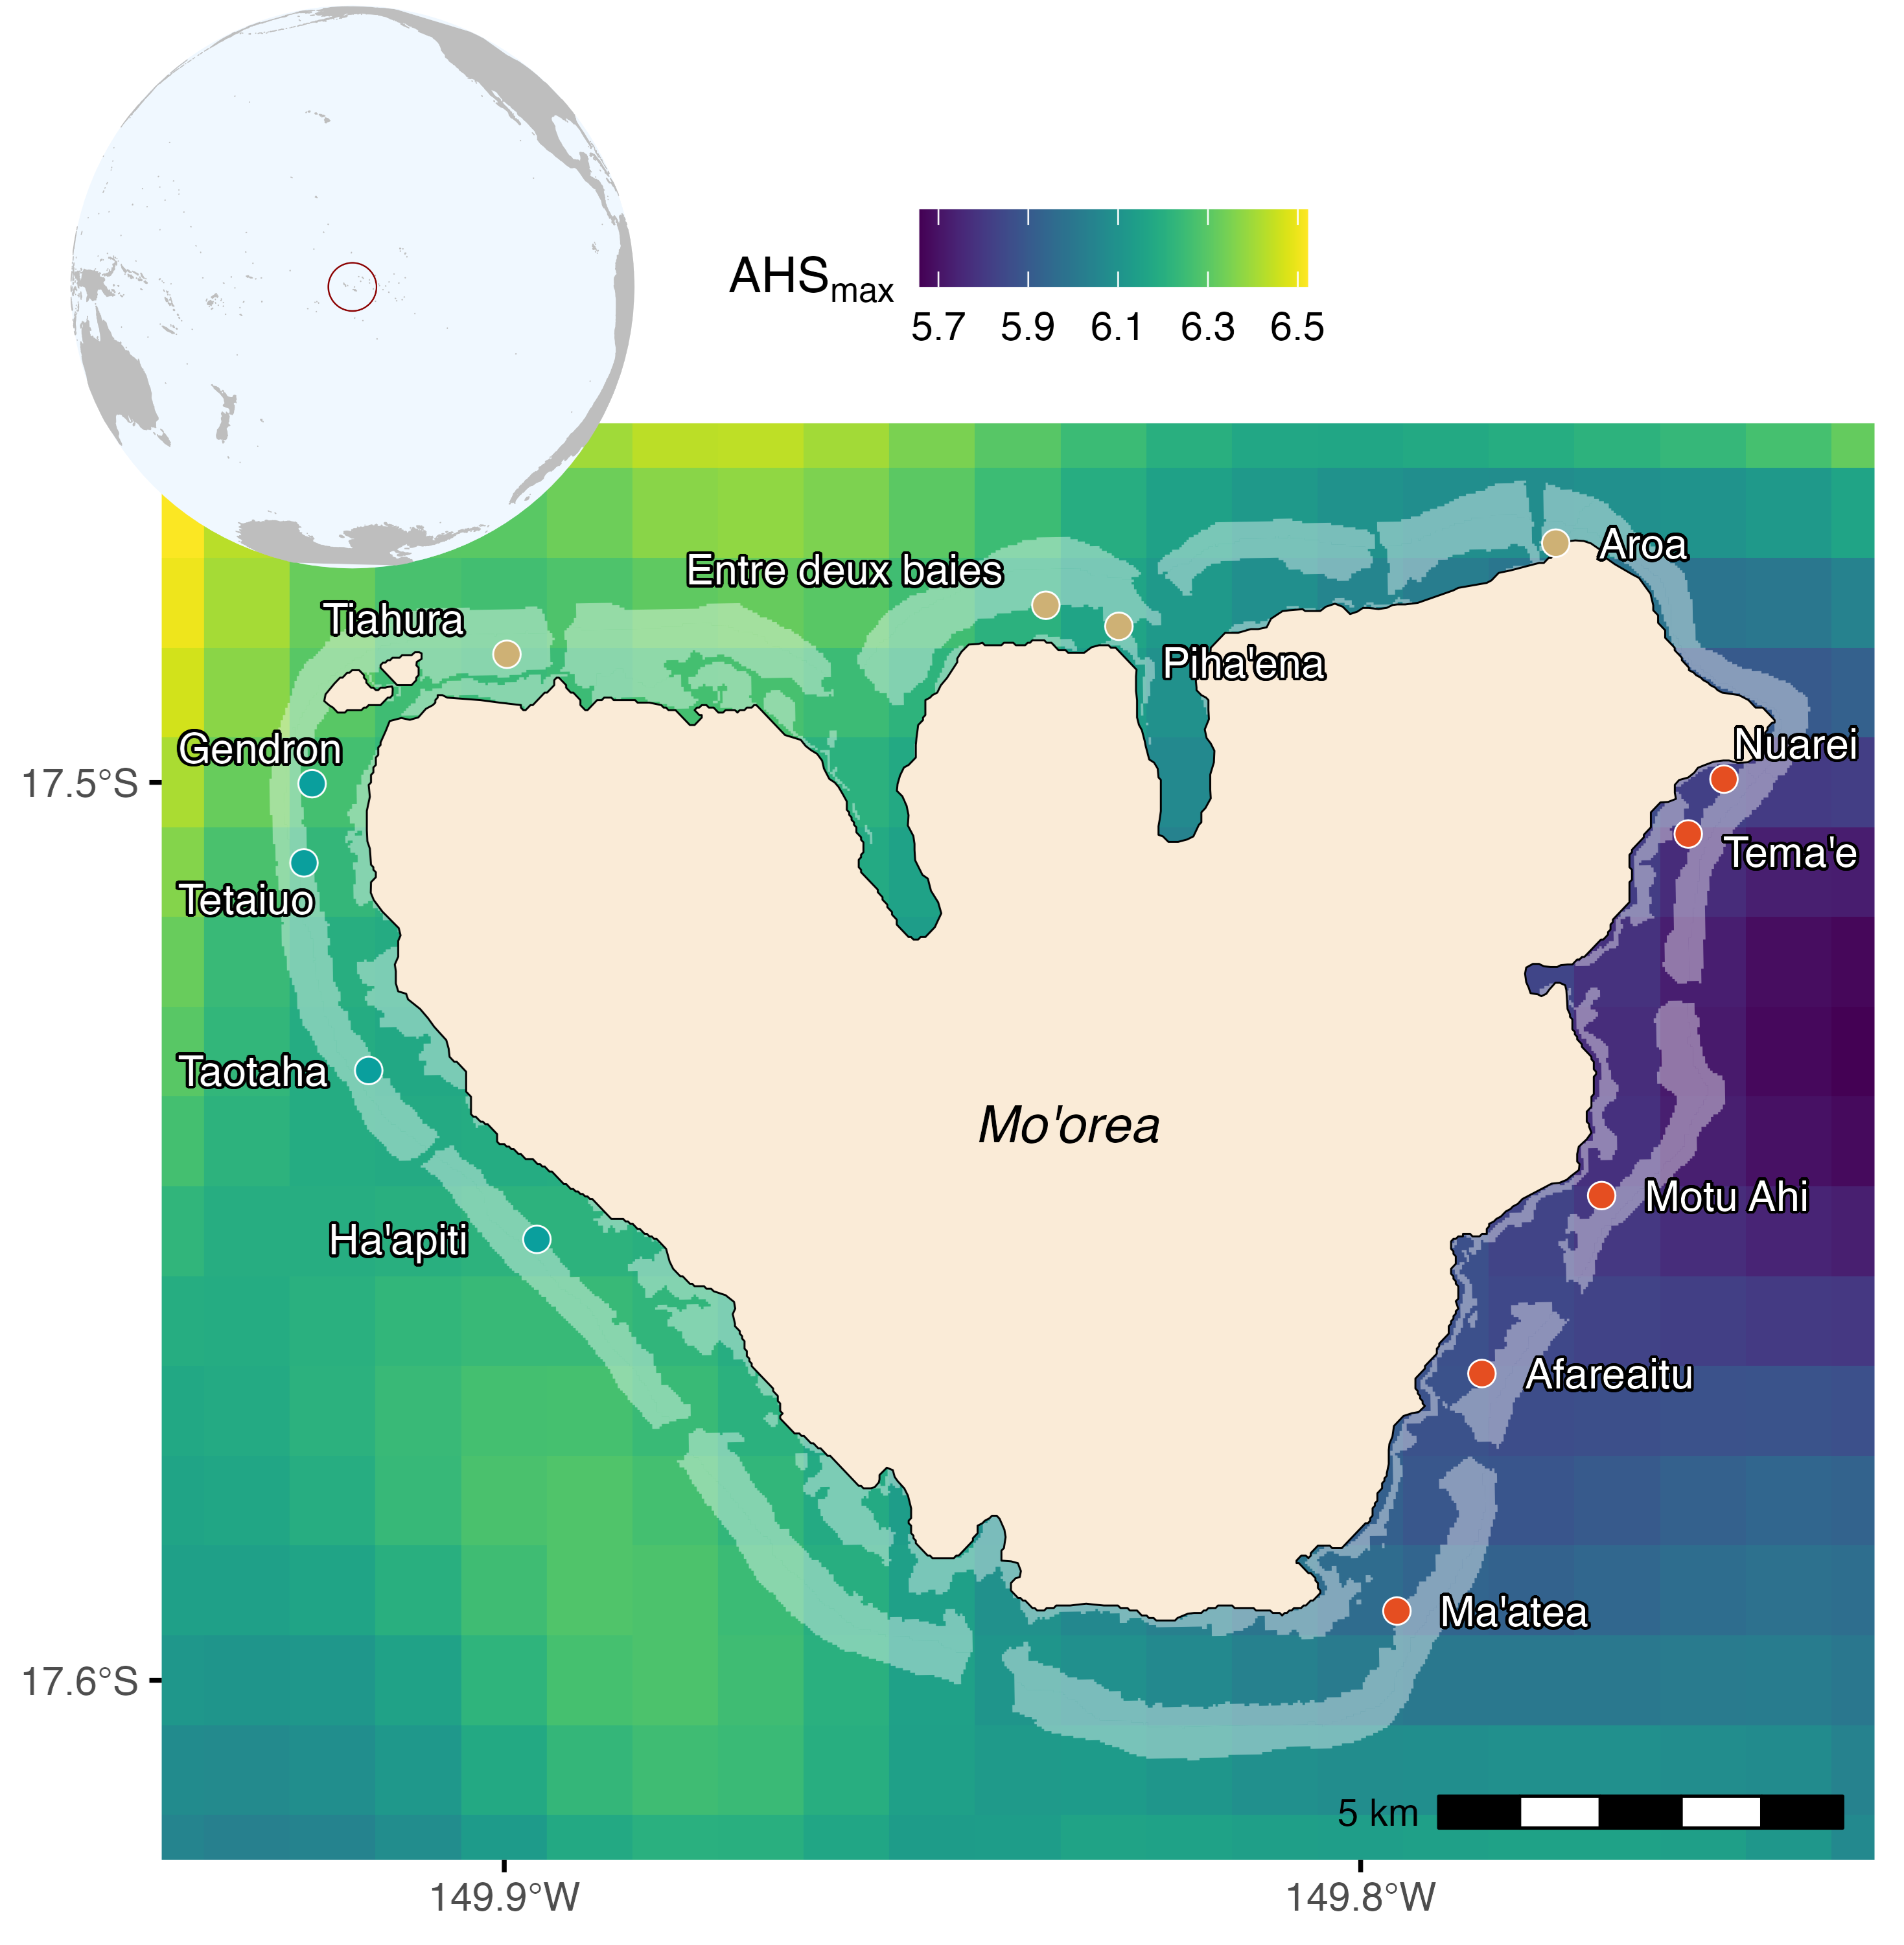 AHSmax
5.7 5.9 6.1 6.3 6.5
Aroa
Entre deux baies
Tiahura
Piha'ena
Nuarei
Gendron
17.5°S
Tema'e
Tetaiuo
Taotaha
Mo'orea
Motu Ahi
Ha'apiti
Afareaitu
Ma'atea
17.6°S
5 km
149.9°W 149.8°W